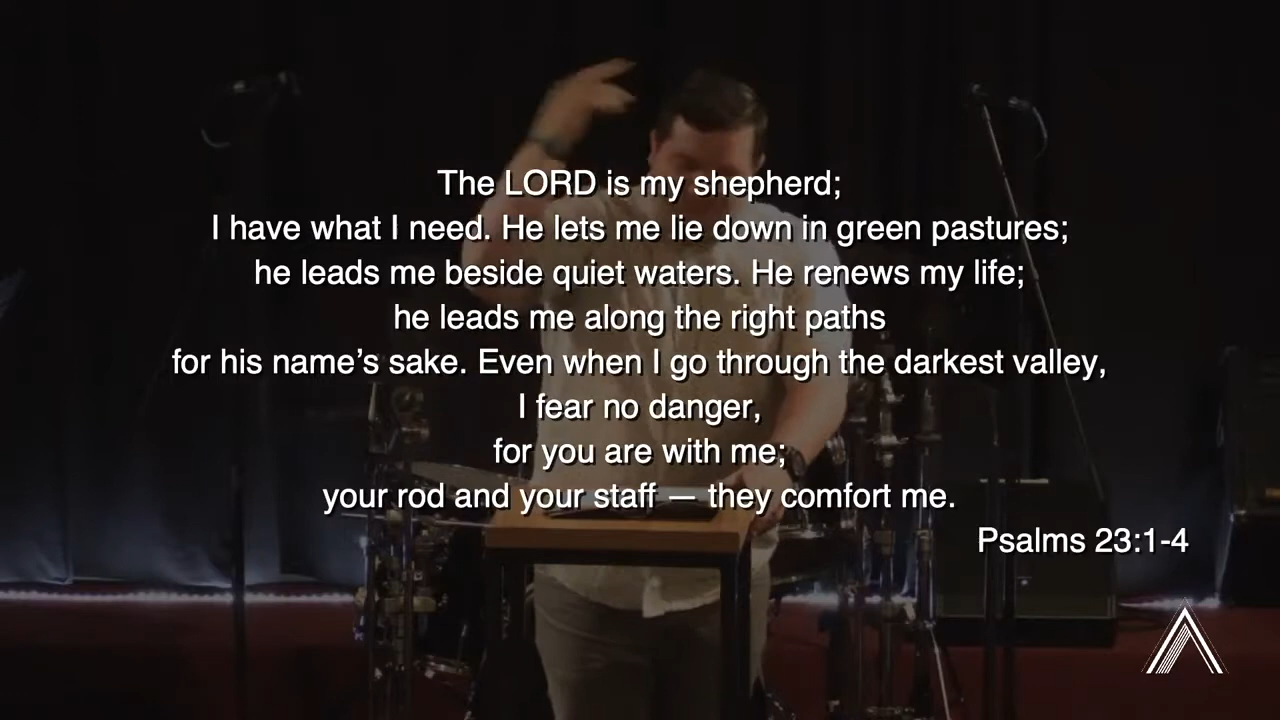 The LORD is my shepherd;
I have what I need. He lets me lie down in green pastures;
he leads me beside quiet waters. He renews my life;
he leads me along the right paths
for his name’s sake. Even when I go through the darkest valley,
I fear no danger,
for you are with me;
your rod and your staff — they comfort me.
Psalms 23:1-4